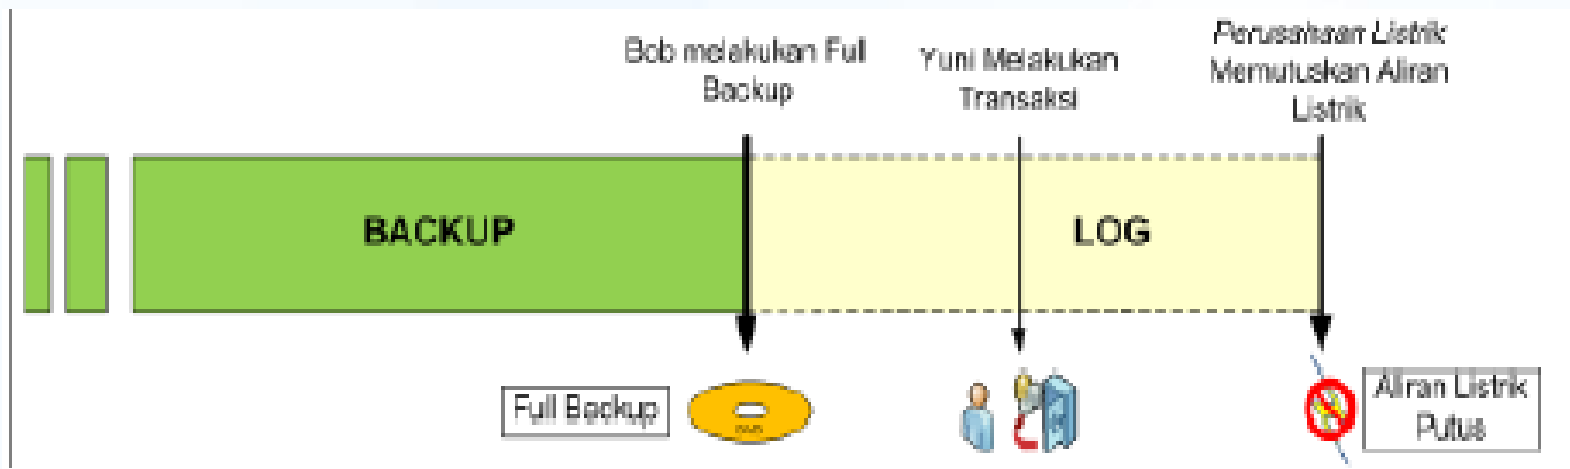 Bob melakukan Full
Backup
Yuni Melakukan
Transaksi
Perusahaan Listrik
Memutuskan Aliran
Listrik
BACKUP
LOG
Full Backup
Aliran Listrik
Putus